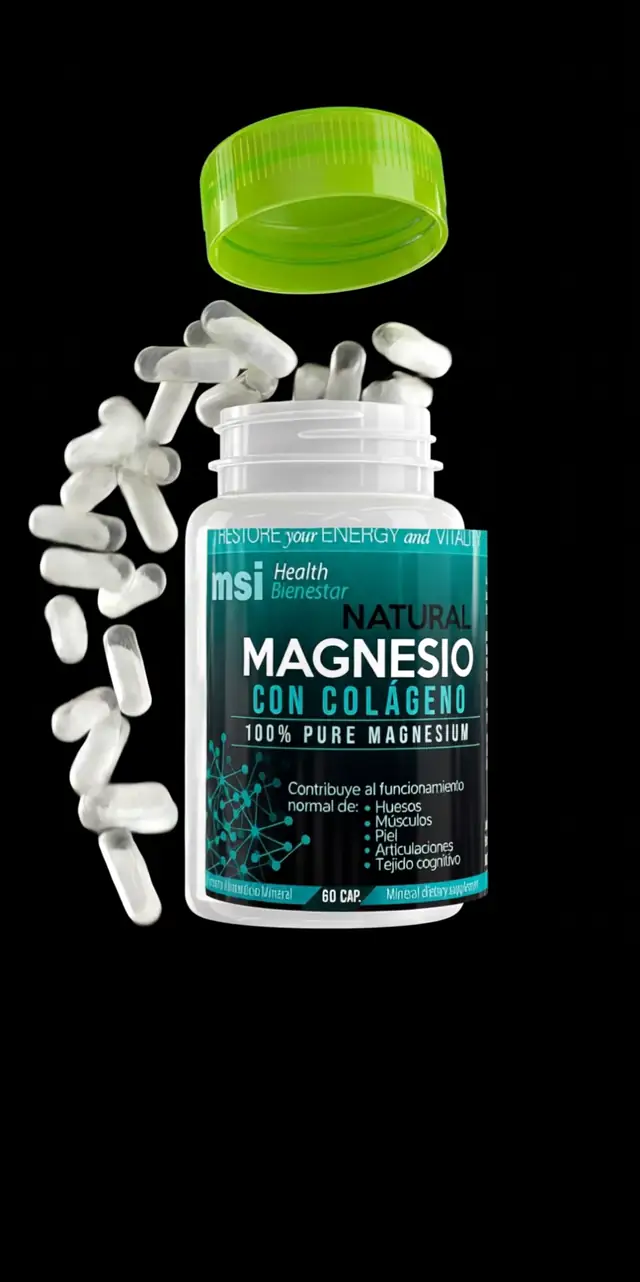 RESTORE your ENERGY and VITALITY
msi Health
Bienestar
NATURAL
MAGNESIO
CON COLÁGENO
100% PURE MAGNESIUM
Contribuye al funcionamiento
normal de: • Huesos
• Músculos
• Piel
• Articulaciones
• Tejido cognitivo
Mineral 60 CAP. Mineral dietary supplement